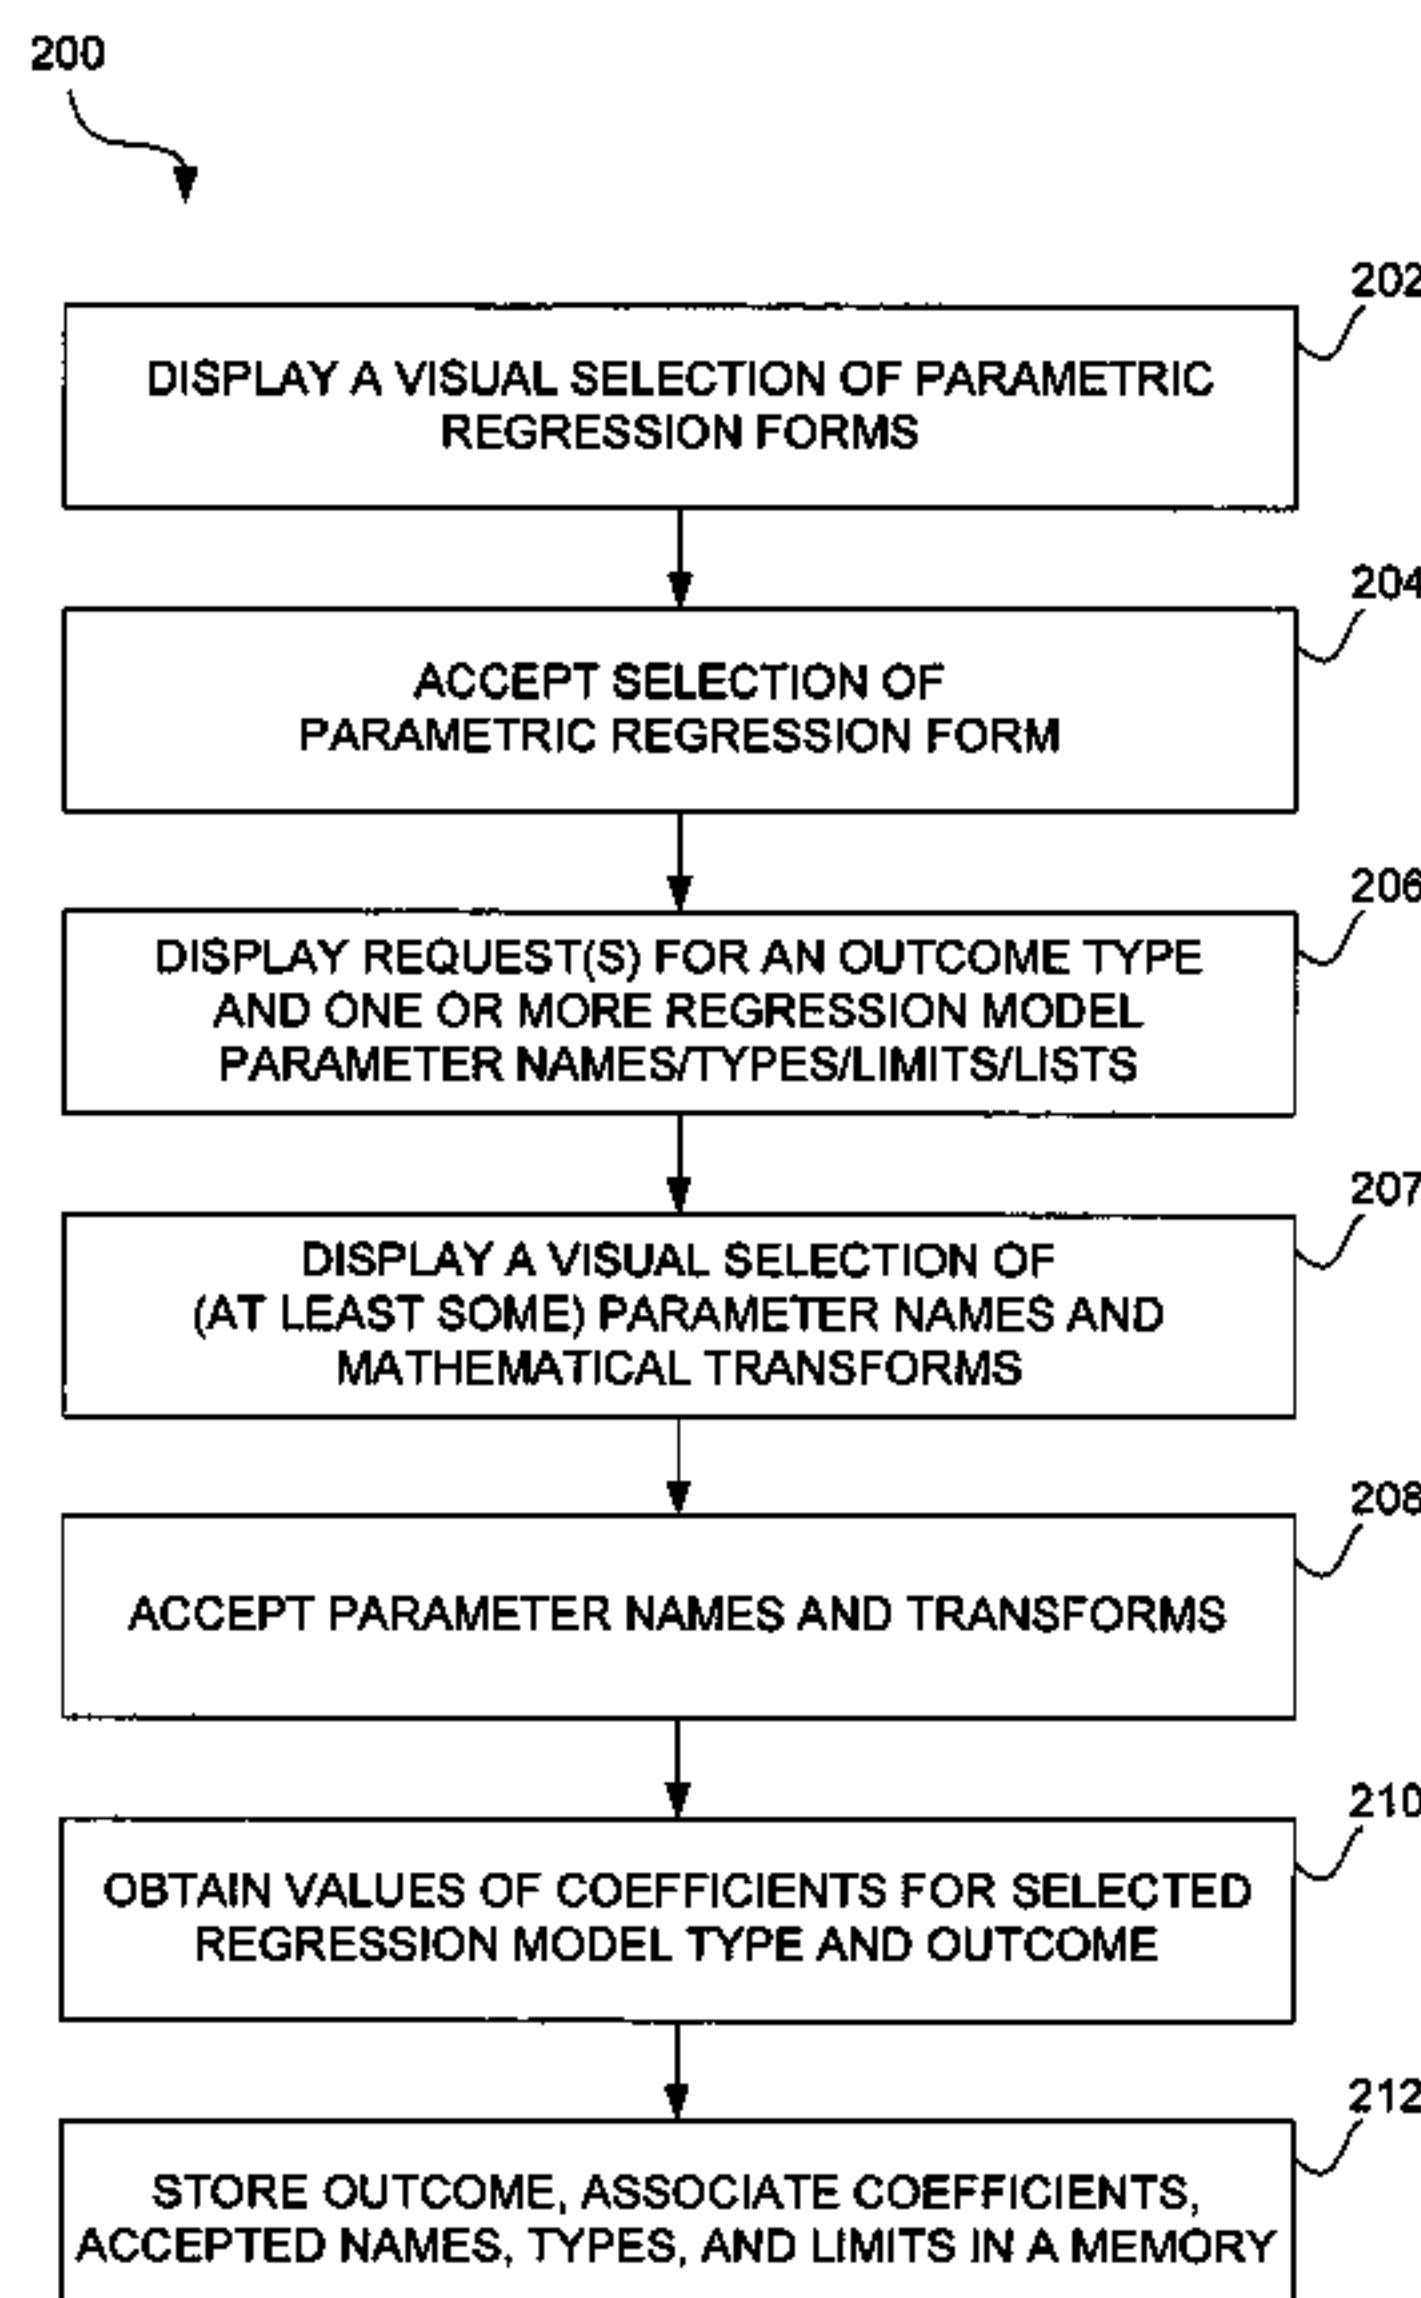 200
202
DISPLAY A VISUAL SELECTION OF PARAMETRIC
REGRESSION FORMS
204
ACCEPT SELECTION OF
PARAMETRIC REGRESSION FORM
206
DISPLAY REQUEST(S) FOR AN OUTCOME TYPE
AND ONE OR MORE REGRESSION MODEL
PARAMETER NAMES/TYPES/LIMITS/LISTS
207
DISPLAY A VISUAL SELECTION OF
(AT LEAST SOME) PARAMETER NAMES AND
MATHEMATICAL TRANSFORMS
208
ACCEPT PARAMETER NAMES AND TRANSFORMS
210
OBTAIN VALUES OF COEFFICIENTS FOR SELECTED
REGRESSION MODEL TYPE AND OUTCOME
212
STORE OUTCOME, ASSOCIATE COEFFICIENTS,
ACCEPTED NAMES, TYPES, AND LIMITS IN A MEMORY